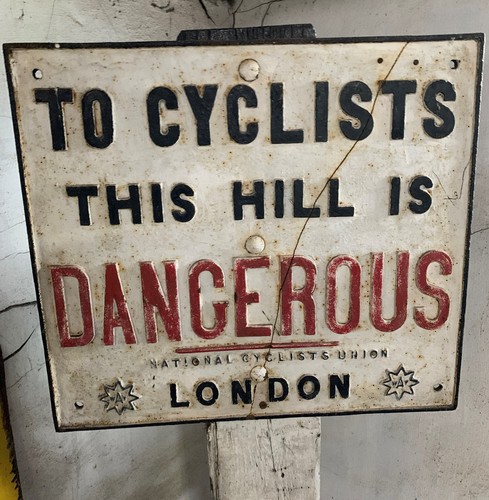 TO CYCLISTS
THIS HILL IS
DANGEROUS
NATIONAL CYCLISTS UNION
LONDON